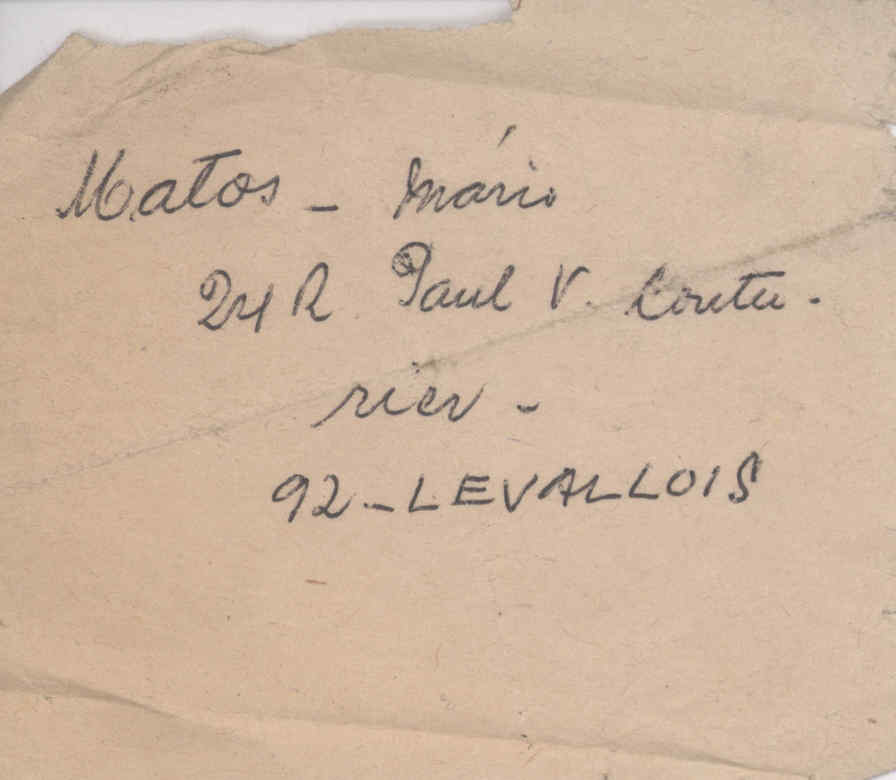 Matos - Mário
24 R. Paul V. Coutu-
rier -
92-LEVALLOIS